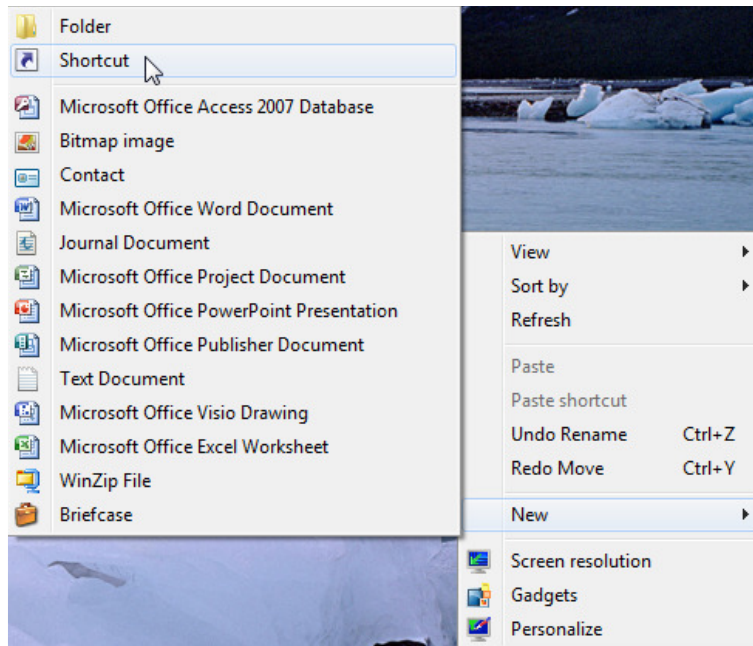 Folder
Shortcut
Microsoft Office Access 2007 Database
Bitmap image
Contact
Microsoft Office Word Document
Journal Document
Microsoft Office Project Document
Microsoft Office PowerPoint Presentation
Microsoft Office Publisher Document
Text Document
Microsoft Office Visio Drawing
Microsoft Office Excel Worksheet
WinZip File
Briefcase
View
Sort by
Refresh
Paste
Paste shortcut
Undo Rename Ctrl+Z
Redo Move Ctrl+Y
New
Screen resolution
Gadgets
Personalize